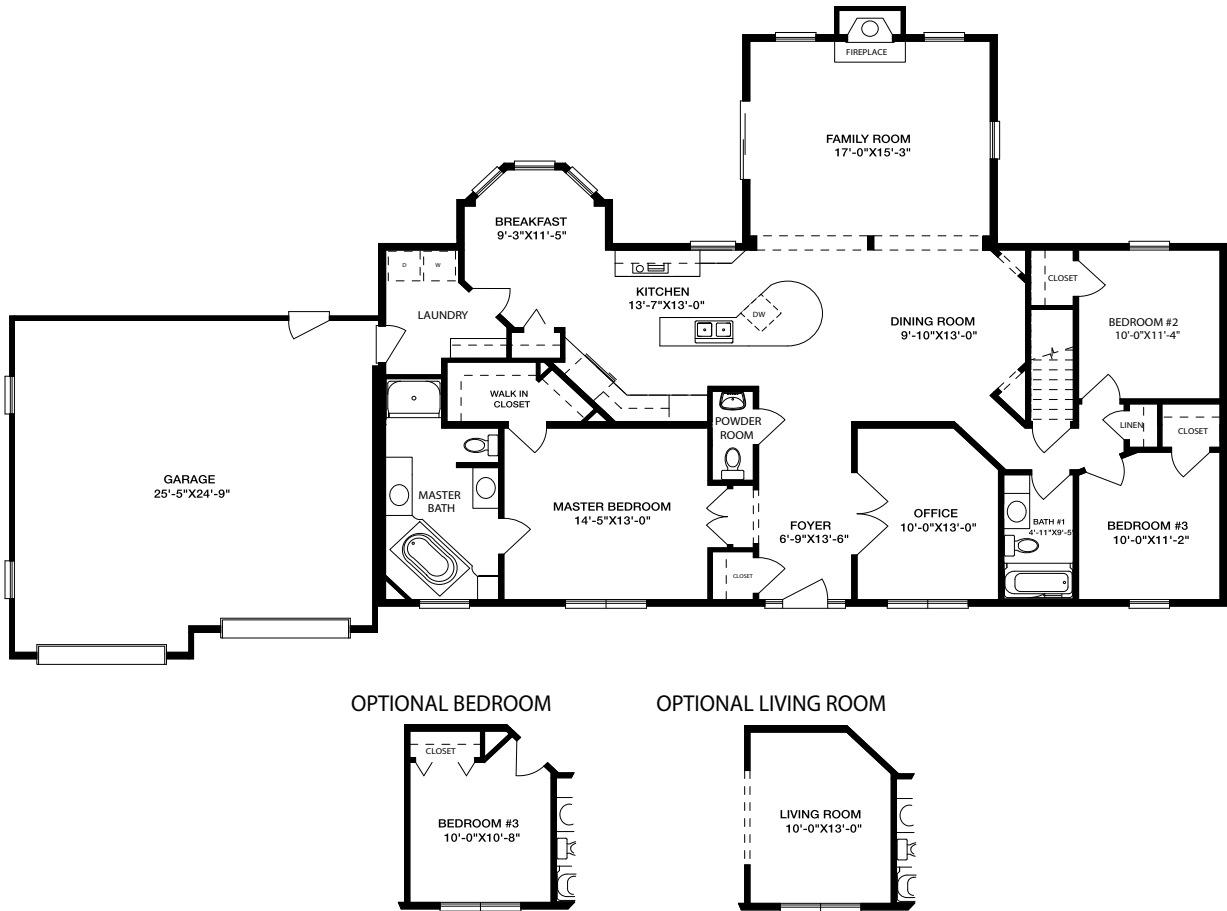 FIREPLACE
FAMILY ROOM
17'-0"X15'-3"
BREAKFAST
9'-3"X11'-5"
D
W
CLOSET
KITCHEN
13'-7"X13'-0"
DW
LAUNDRY
DINING ROOM
9'-10"X13'-0"
BEDROOM #2
10'-0"X11'-4"
WALK IN
CLOSET
POWDER
ROOM
LINEN
CLOSET
GARAGE
25'-5"X24'-9"
MASTER
BATH
MASTER BEDROOM
14'-5"X13'-0"
FOYER
6'-9"X13'-6"
OFFICE
10'-0"X13'-0"
BATH #1
4'-11"X9'-5"
BEDROOM #3
10'-0"X11'-2"
CLOSET
OPTIONAL BEDROOM
CLOSET
BEDROOM #3
10'-0"X10'-8"
OPTIONAL LIVING ROOM
LIVING ROOM
10'-0"X13'-0"